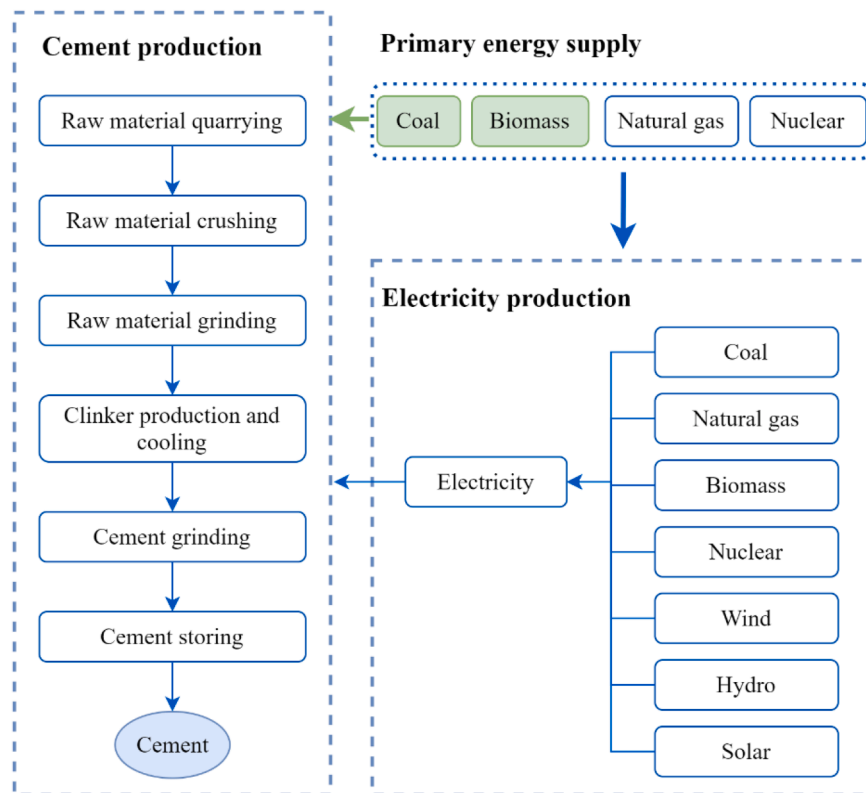 Cement production
Raw material quarrying
Raw material crushing
Raw material grinding
Clinker production and
cooling
Cement grinding
Cement storing
Cement
Primary energy supply
Coal
Biomass
Natural gas
Nuclear
Electricity production
Electricity
Coal
Natural gas
Biomass
Nuclear
Wind
Hydro
Solar